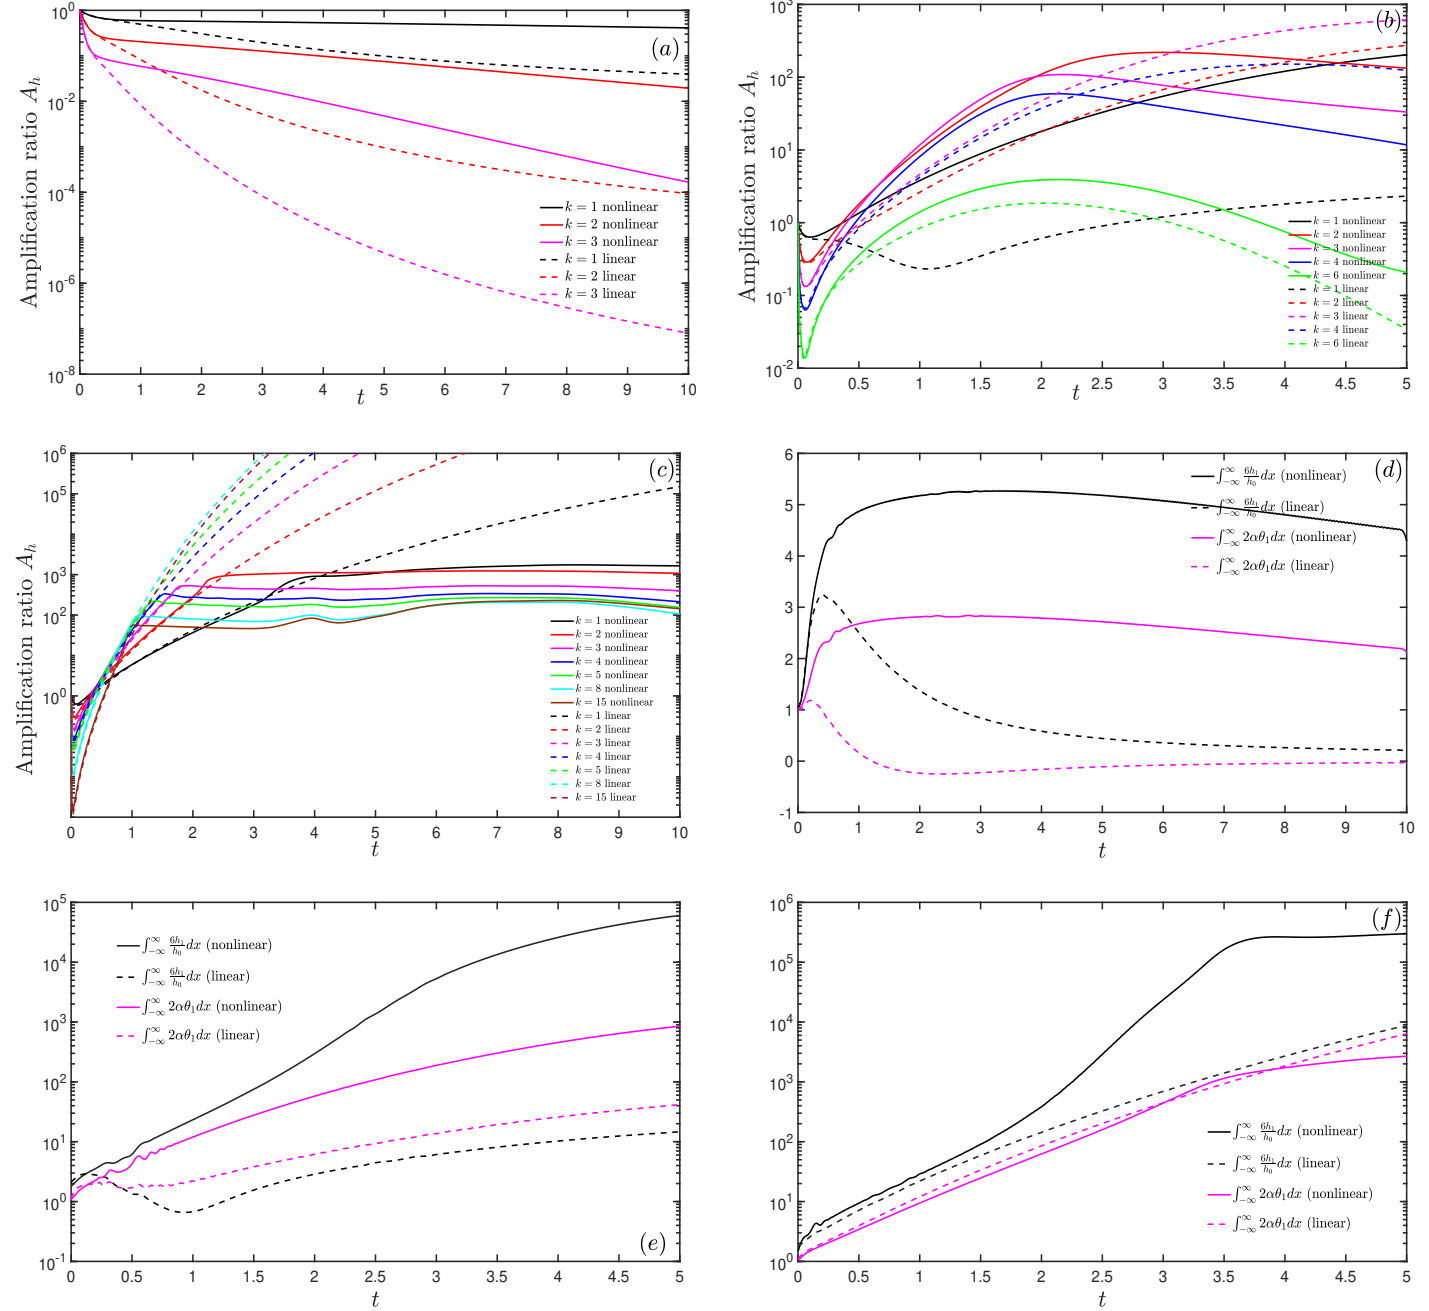 (a)
Amplification ratio A_h
10^0
10^-2
10^-4
10^-6
10^-8
k = 1 nonlinear
k = 2 nonlinear
k = 3 nonlinear
k = 1 linear
k = 2 linear
k = 3 linear
0 1 2 3 4 5 6 7 8 9 10
t
(b)
Amplification ratio A_h
10^3
10^2
10^1
10^0
10^-1
10^-2
k = 1 nonlinear
k = 2 nonlinear
k = 3 nonlinear
k = 4 nonlinear
k = 6 nonlinear
k = 1 linear
k = 2 linear
k = 3 linear
k = 4 linear
k = 6 linear
0 0.5 1 1.5 2 2.5 3 3.5 4 4.5 5
t
(c)
Amplification ratio A_h
10^6
10^5
10^3
10^2
10^0
k = 1 nonlinear
k = 2 nonlinear
k = 3 nonlinear
k = 4 nonlinear
k = 5 nonlinear
k = 8 nonlinear
k = 15 nonlinear
k = 1 linear
k = 2 linear
k = 3 linear
k = 4 linear
k = 5 linear
k = 8 linear
k = 15 linear
0 1 2 3 4 5 6 7 8 9 10
t
(d)
6
5
4
3
2
1
0
-1
∫_{-∞}^{∞} 6h_1/h_0 dx (nonlinear)
∫_{-∞}^{∞} 6h_1/h_0 dx (linear)
∫_{-∞}^{∞} 2αθ_1dx (nonlinear)
∫_{-∞}^{∞} 2αθ_1dx (linear)
0 1 2 3 4 5 6 7 8 9 10
t
10^5
10^4
10^3
10^2
10^1
10^0
10^-1
∫_{-∞}^{∞} 6h_1/h_0 dx (nonlinear)
∫_{-∞}^{∞} 6h_1/h_0 dx (linear)
∫_{-∞}^{∞} 2αθ_1dx (nonlinear)
∫_{-∞}^{∞} 2αθ_1dx (linear)
(e)
0 0.5 1 1.5 2 2.5 3 3.5 4 4.5 5
t
(f)
10^6
10^5
10^4
10^3
10^2
10^1
10^0
∫_{-∞}^{∞} 6h_1/h_0 dx (nonlinear)
∫_{-∞}^{∞} 6h_1/h_0 dx (linear)
∫_{-∞}^{∞} 2αθ_1dx (nonlinear)
∫_{-∞}^{∞} 2αθ_1dx (linear)
0 0.5 1 1.5 2 2.5 3 3.5 4 4.5 5
t